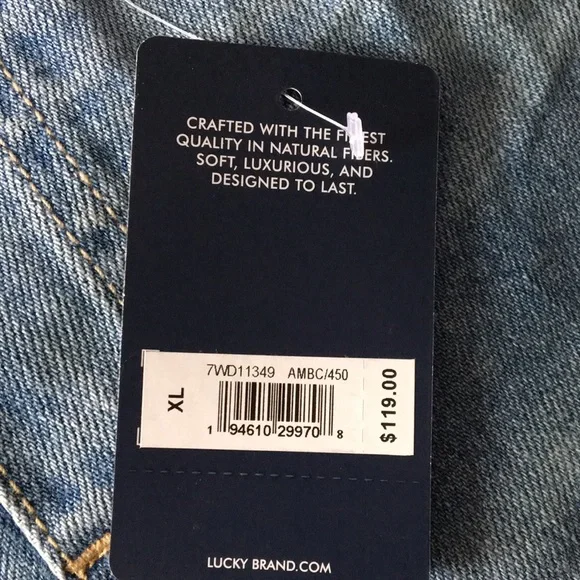 CRAFTED WITH THE FINEST
QUALITY IN NATURAL FIBERS.
SOFT, LUXURIOUS, AND
DESIGNED TO LAST.
7WD11349 AMBC/450
XL
1 94610 29970 8
$119.00
LUCKY BRAND.COM